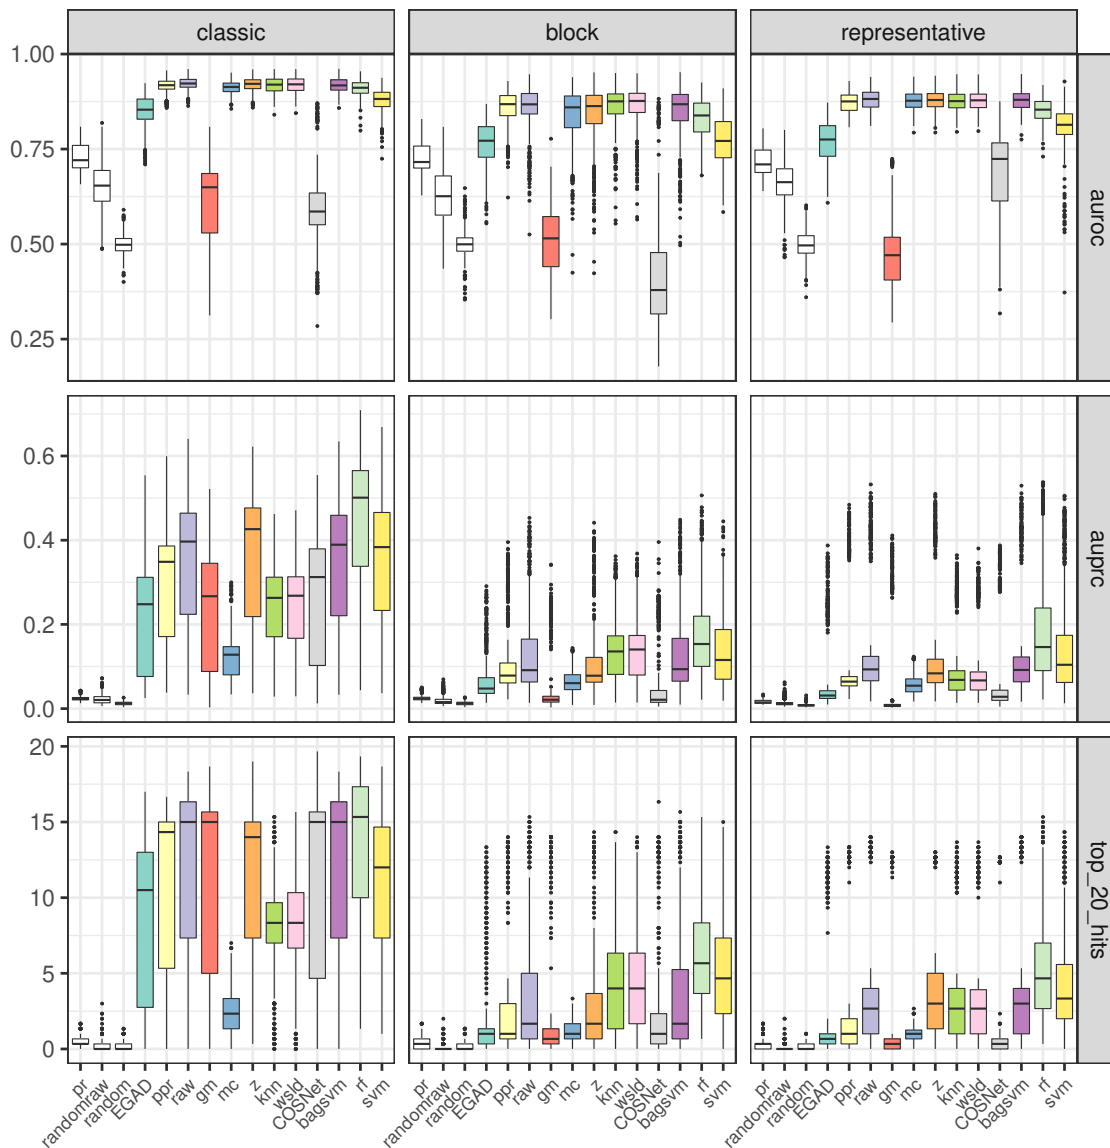 classic block representative
1.00
0.75
0.50
0.25
auroc
0.6
0.4
0.2
0.0
auprc
20
15
10
5
0
top_20_hits
pr randomraw random EGAD ppr raw gm mc z knn wsld COSNet bagsvm rf svm
pr randomraw random EGAD ppr raw gm mc z knn wsld COSNet bagsvm rf svm
pr randomraw random EGAD ppr raw gm mc z knn wsld COSNet bagsvm rf svm